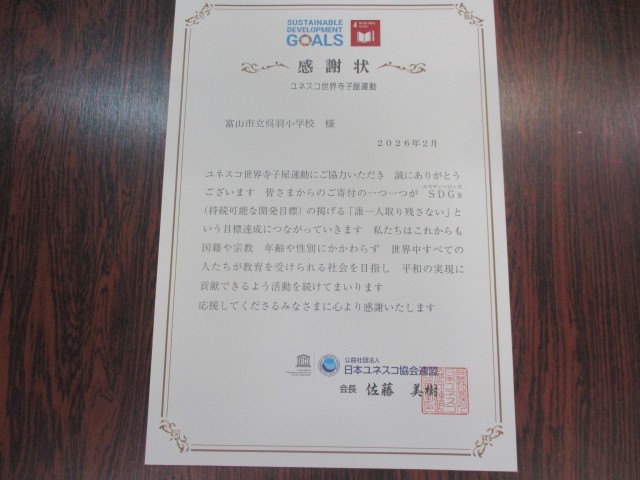 SUSTAINABLE
DEVELOPMENT
GOALS
4
感謝状
ユネスコ世界寺子屋運動
富山市立呉羽小学校 様
2026年2月
ユネスコ世界寺子屋運動にご協力いただき 誠にありがとう
ございます 皆さまからのご寄付の一つ一つが SDGs
(持続可能な開発目標)の掲げる「誰一人取り残さない」と
いう目標達成につながっていきます 私たちはこれからも
国籍や宗教 年齢や性別にかかわらず 世界中すべての
人たちが教育を受けられる社会を目指し 平和の実現に
貢献できるよう活動を続けてまいります
応援してくださるみなさまに心より感謝いたします
公益社団法人
日本ユネスコ協会連盟
会長 佐藤 美樹